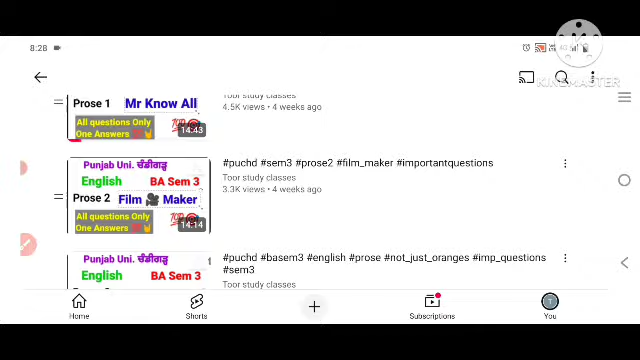 8:28
KINEMASTER
Prose 1 Mr Know All
All questions Only
One Answers 💯🤘
💯🎯
14:43
Toor study classes
4.5K views • 4 weeks ago
Punjab Uni. ਚੰਡੀਗੜ੍ਹ
English BA Sem 3
Prose 2 Film 🎥 Maker
All questions Only
One Answers 💯🤘
💯🎯
14:14
#puchd #sem3 #prose2 #film_maker #importantquestions
Toor study classes
3.3K views • 4 weeks ago
Punjab Uni. ਚੰਡੀਗੜ੍ਹ
English BA Sem 3
#puchd #basem3 #english #prose #not_just_oranges #imp_questions
#sem3
Toor study classes
Home
Shorts
Subscriptions
T
You